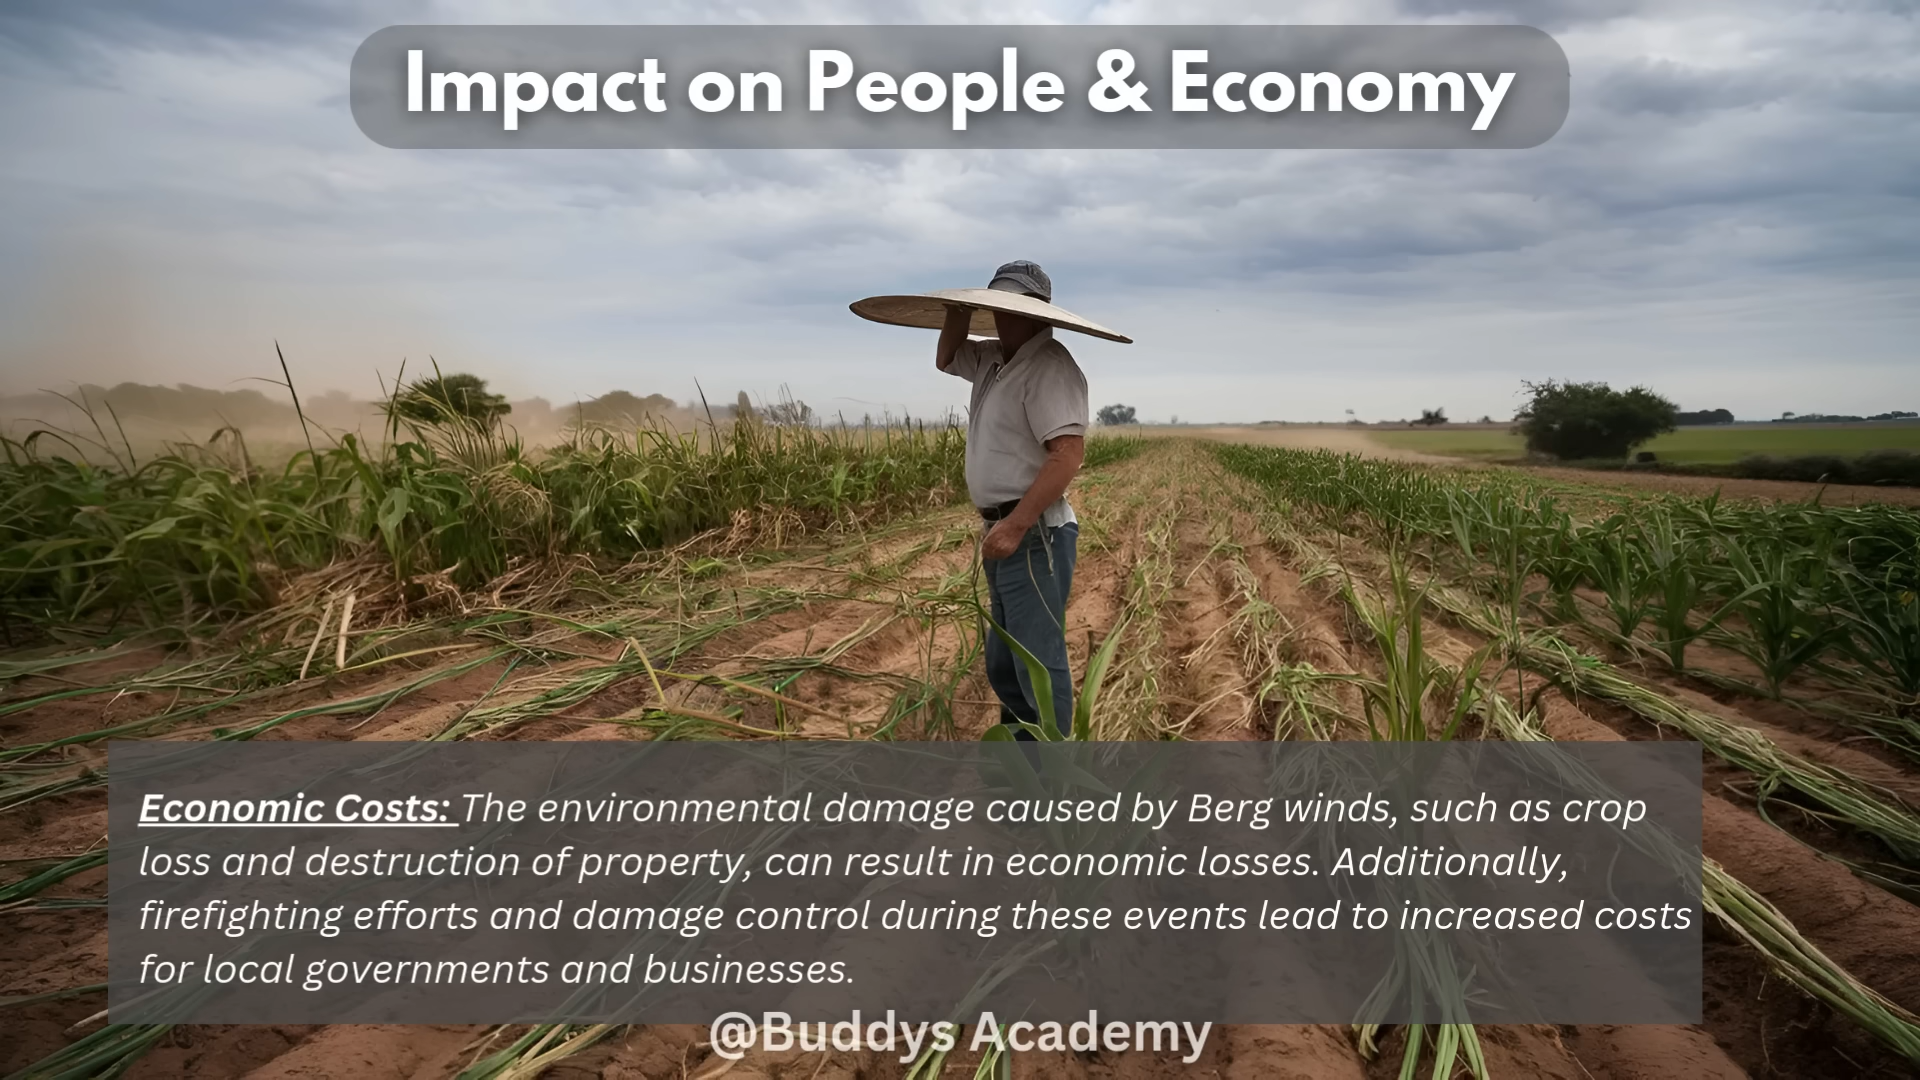 Impact on People & Economy
Economic Costs: The environmental damage caused by Berg winds, such as crop
loss and destruction of property, can result in economic losses. Additionally,
firefighting efforts and damage control during these events lead to increased costs
for local governments and businesses.
@Buddys Academy